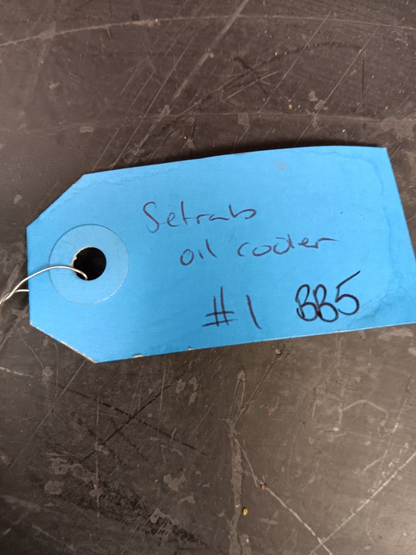 Setrab
oil cooler
#1 BB5